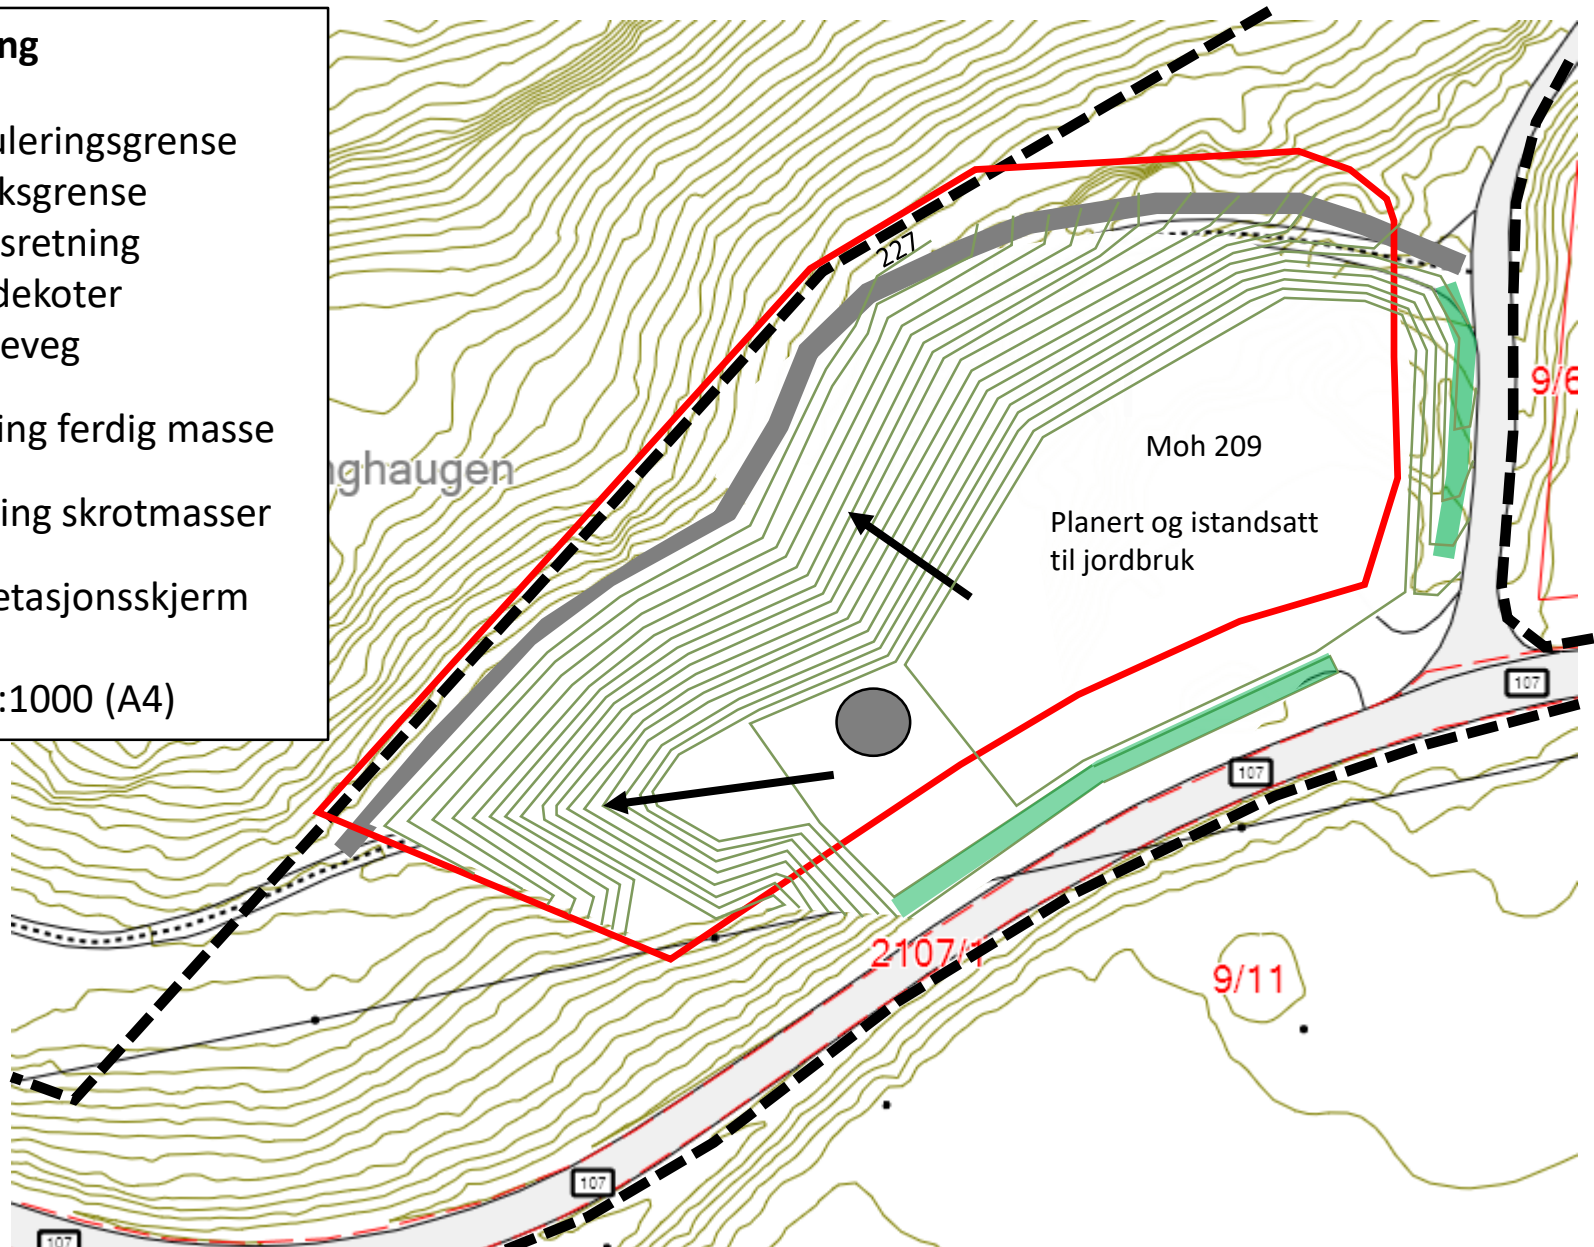 ng
uleringsgrense
ksgrense
sretning
dekoter
eveg
ing ferdig masse
ing skrotmasser
etasjonsskjerm
:1000 (A4)
227
9/6
Moh 209
nghaugen
Planert og istandsatt
til jordbruk
107
107
2107/1
9/11
107
107